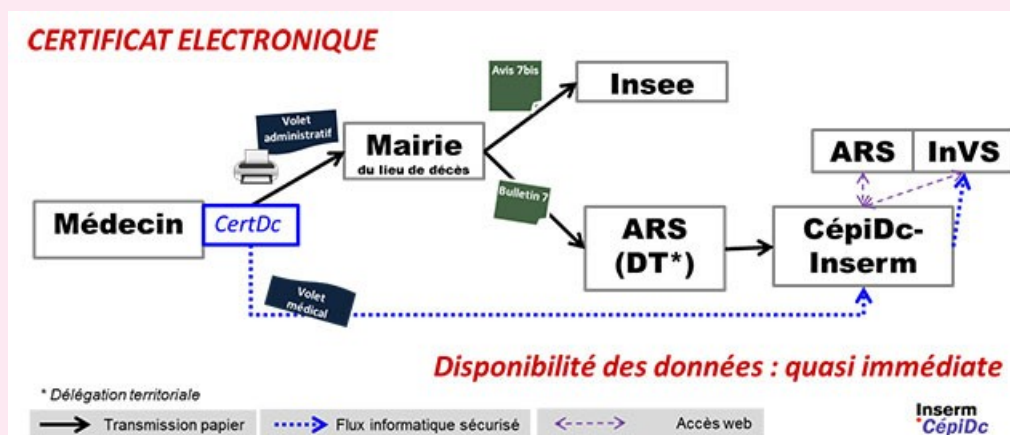 CERTIFICAT ELECTRONIQUE
Avis 7bis
Insee
Volet
administratif
Mairie
du lieu de décès
ARS
InVS
Bulletin 7
Médecin
CertDc
ARS
(DT*)
CépiDc-
Inserm
Volet
médical
Disponibilité des données : quasi immédiate
* Délégation territoriale
Transmission papier
Flux informatique sécurisé
Accès web
Inserm
CépiDc